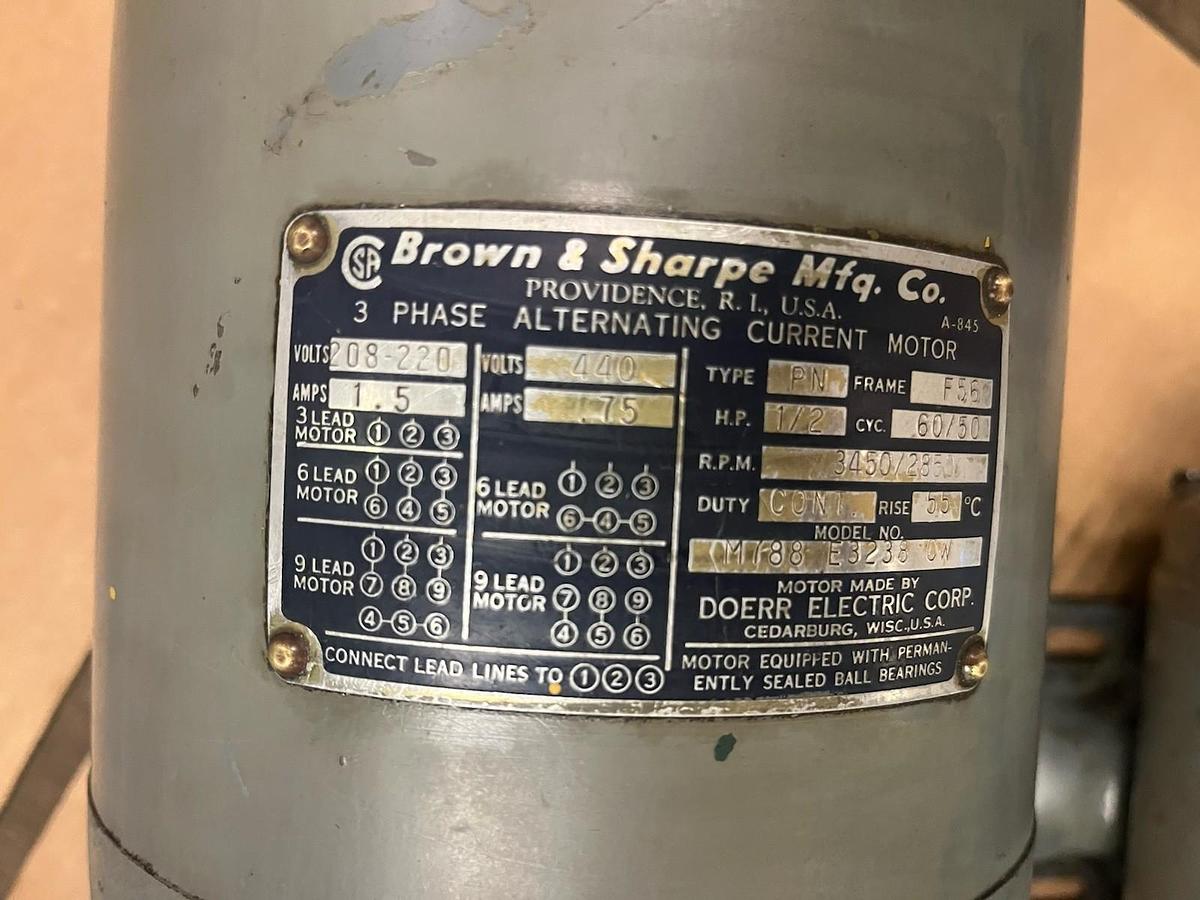 CSA Brown & Sharpe Mfg. Co.
PROVIDENCE, R. I., U.S.A.
A-845
3 PHASE ALTERNATING CURRENT MOTOR
VOLTS 208-220
AMPS 1.5
3 LEAD MOTOR 1 2 3
6 LEAD MOTOR
1 2 3
6 4 5
9 LEAD MOTOR
1 2 3
7 8 9
4-5-6
VOLTS 440
AMPS .75
6 LEAD MOTOR
1 2 3
6-4-5
9 LEAD MOTOR
1 2 3
7 8 9
4 5 6
CONNECT LEAD LINES TO 1 2 3
TYPE PN FRAME F56
H.P. 1/2 CYC. 60/50
R.P.M. 3450/2850
DUTY CONT. RISE 55 °C
MODEL NO.
M788 E3238
MOTOR MADE BY
DOERR ELECTRIC CORP.
CEDARBURG, WISC., U.S.A.
MOTOR EQUIPPED WITH PERMAN-
ENTLY SEALED BALL BEARINGS